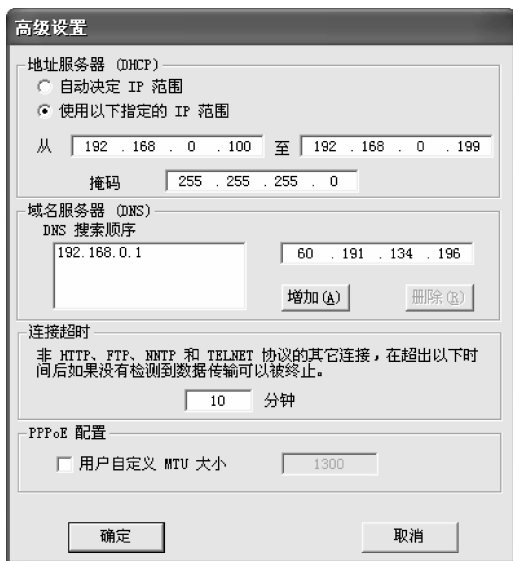 高级设置
地址服务器 (DHCP)
自动决定 IP 范围
使用以下指定的 IP 范围
从 192 . 168 . 0 . 100 至 192 . 168 . 0 . 199
掩码 255 . 255 . 255 . 0
域名服务器 (DNS)
DNS 搜索顺序
192.168.0.1
60 . 191 . 134 . 196
增加(A) 删除(R)
连接超时
非 HTTP、FTP、NNTP 和 TELNET 协议的其它连接，在超出以下时
间后如果没有检测到数据传输可以被终止。
10 分钟
PPPoE 配置
用户自定义 MTU 大小 1300
确定 取消